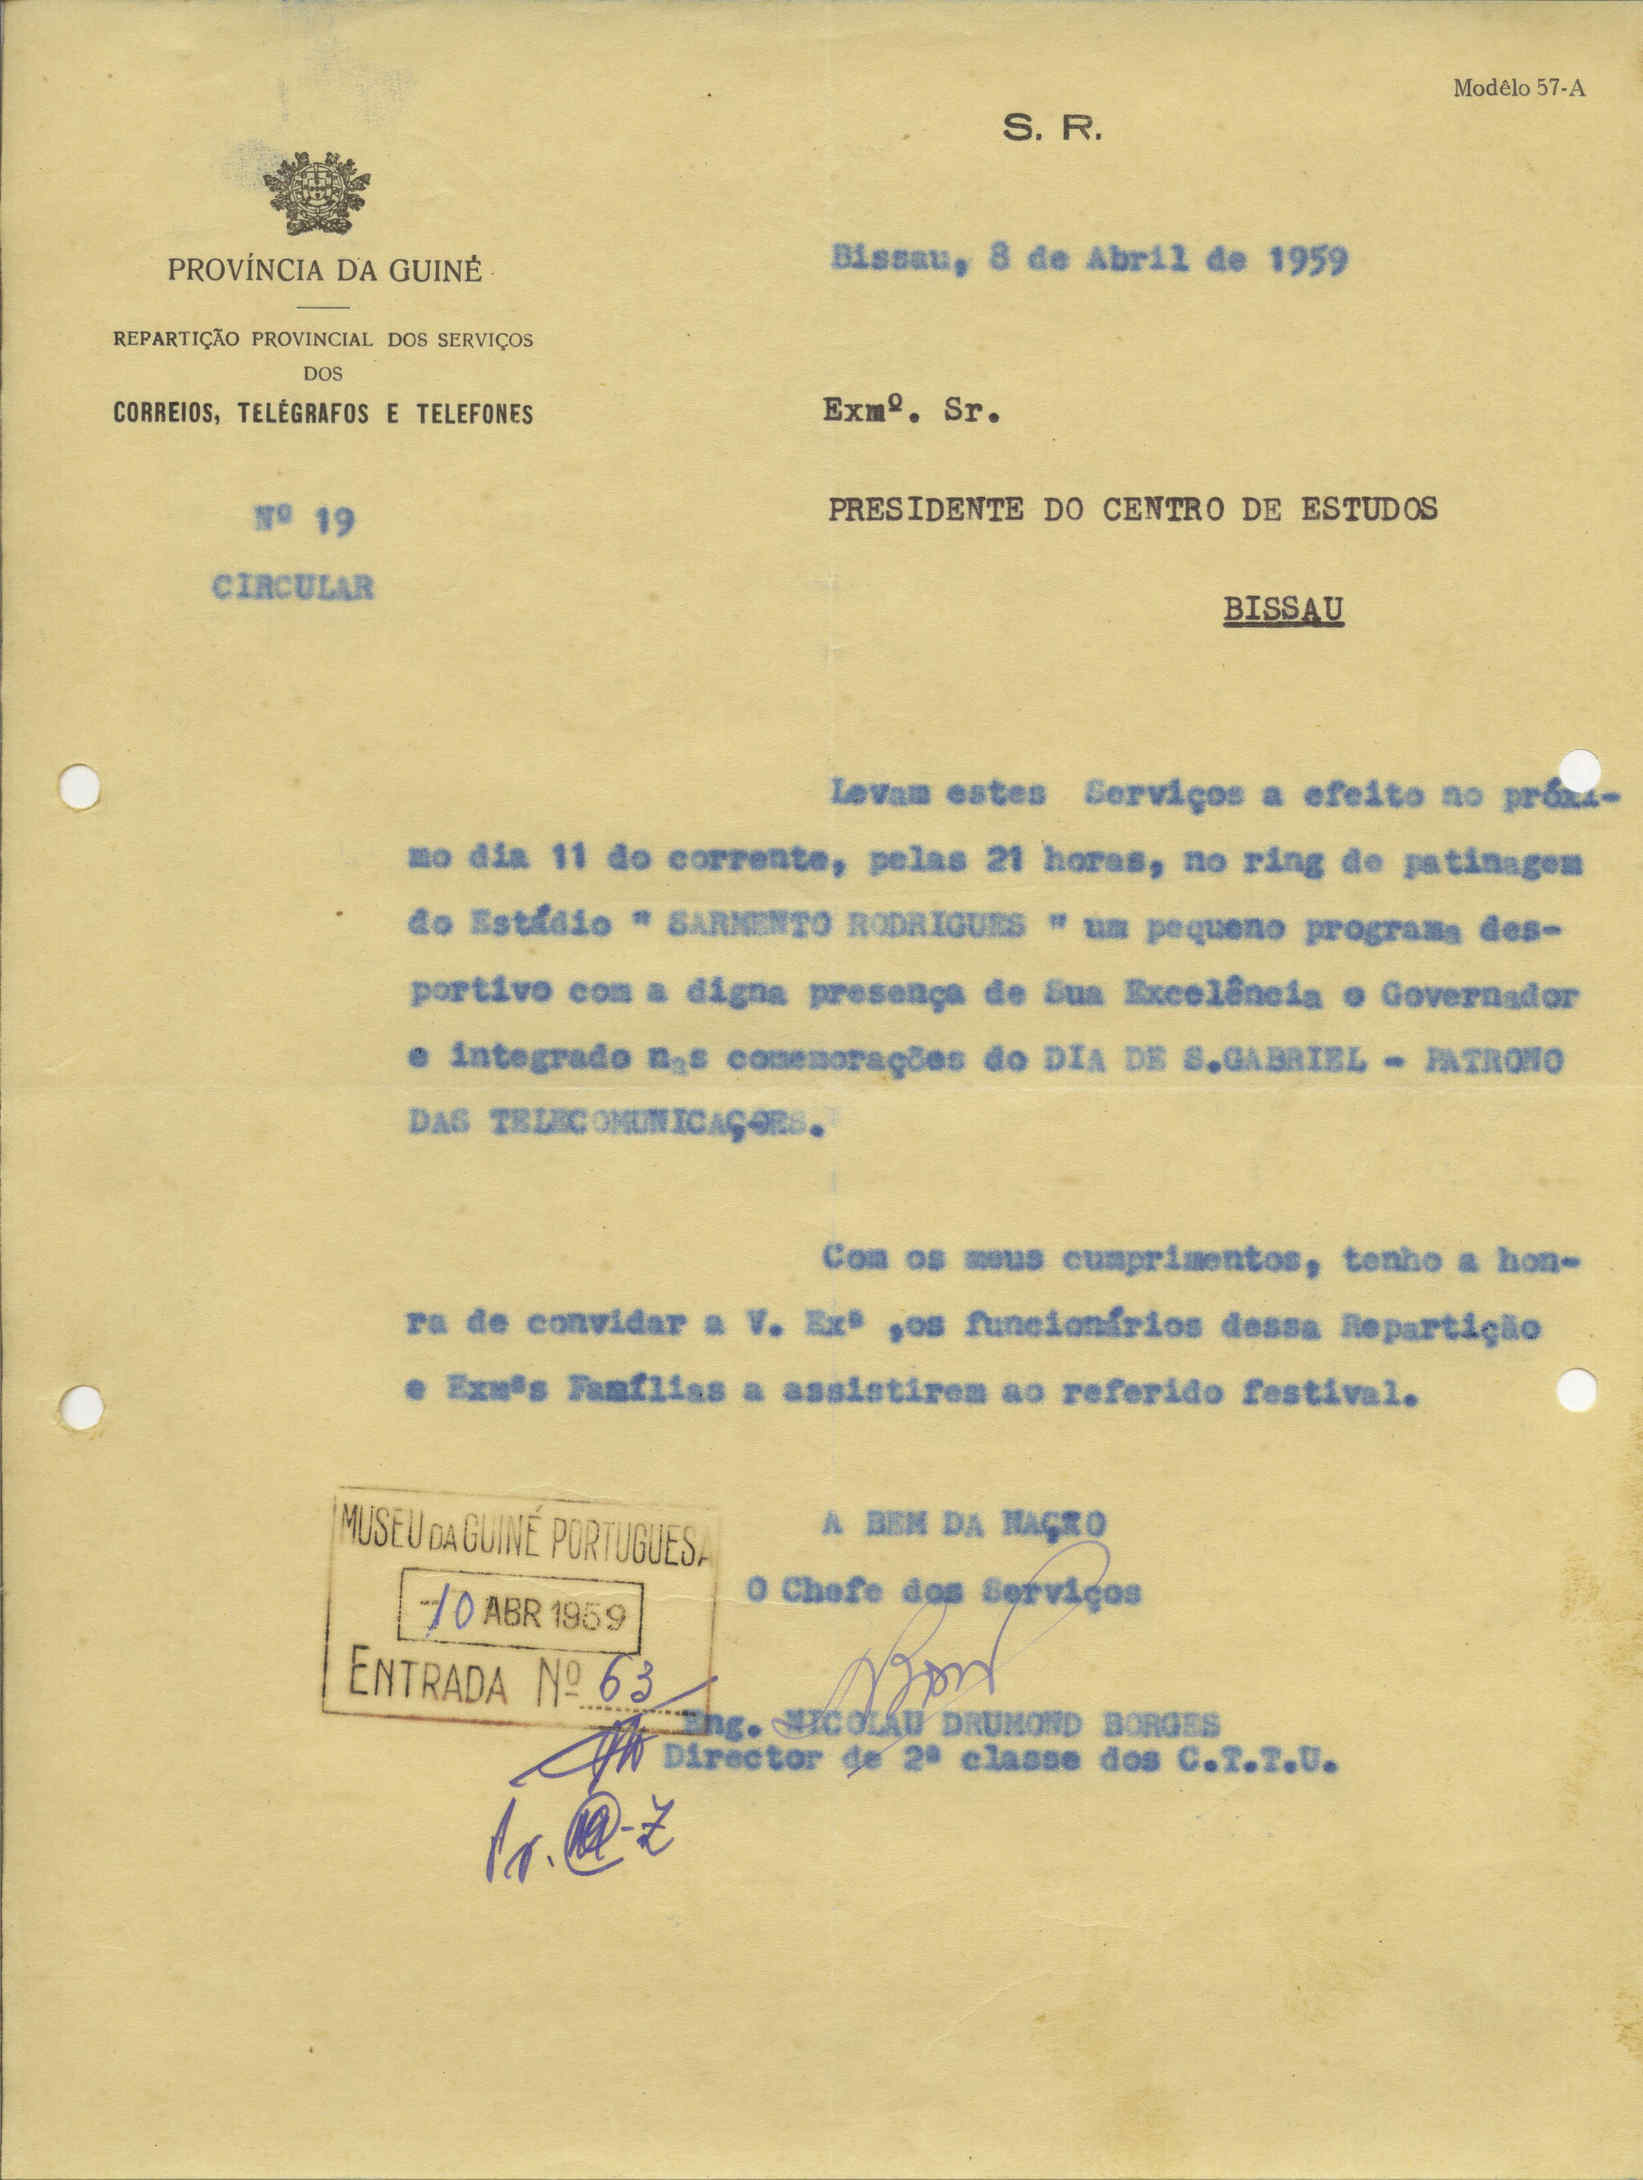 Modêlo 57-A
S. R.
PROVÍNCIA DA GUINÉ
REPARTIÇÃO PROVINCIAL DOS SERVIÇOS
DOS
CORREIOS, TELÉGRAFOS E TELEFONES
Bissau, 8 de Abril de 1959
Exmº. Sr.
PRESIDENTE DO CENTRO DE ESTUDOS
BISSAU
Nº 19
CIRCULAR
Levam estes Serviços a efeito no próxi-
mo dia 11 do corrente, pelas 21 horas, no ring de patinagem
do Estádio " SARMENTO RODRIGUES " um pequeno programa des-
portivo com a digna presença de Sua Excelência o Governador
e integrado nas comemorações do DIA DE S.GABRIEL - PATRONO
DAS TELECOMUNICAÇOES.
Com os meus cumprimentos, tenho a hon-
ra de convidar a V. Exª ,os funcionários dessa Repartição
e Exmªs Famílias a assistirem ao referido festival.
A BEM DA NAÇÃO
O Chefe dos Serviços
Eng. NICOLAU DRUMOND BORGES
Director de 2ª classe dos C.T.T.U.
MUSEU DA GUINÉ PORTUGUESA
10 ABR 1959
ENTRADA Nº 63